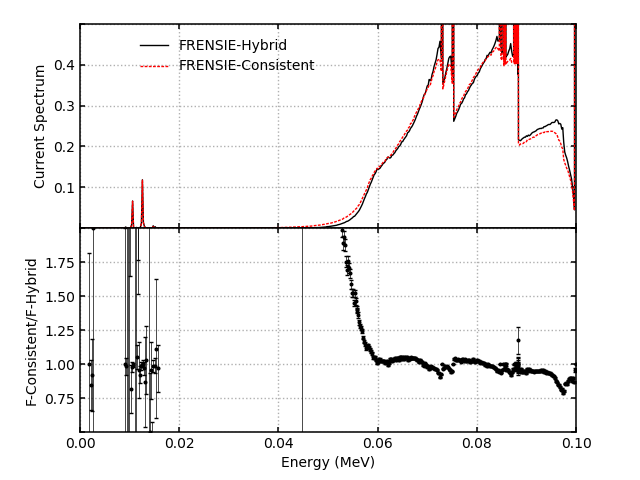 FRENSIE-Hybrid
FRENSIE-Consistent
Current Spectrum
0.4
0.3
0.2
0.1
F-Consistent/F-Hybrid
1.75
1.50
1.25
1.00
0.75
0.00 0.02 0.04 0.06 0.08 0.10
Energy (MeV)